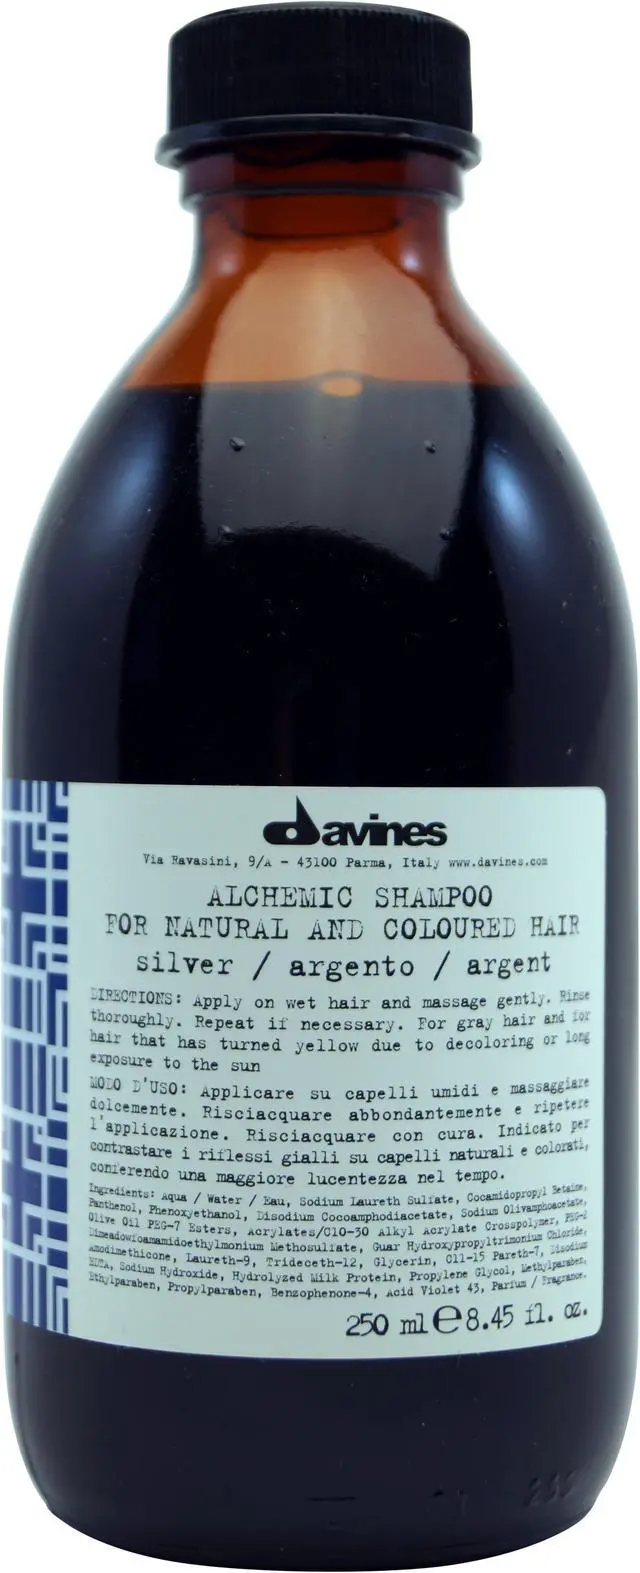 davines
Via Ravasini, 9/A - 43100 Parma, Italy www.davines.com
ALCHEMIC SHAMPOO
FOR NATURAL AND COLOURED HAIR
silver / argento / argent
DIRECTIONS: Apply on wet hair and massage gently. Rinse
thoroughly. Repeat if necessary. For gray hair and for
hair that has turned yellow due to decoloring or long
exposure to the sun
MODO D'USO: Applicare su capelli umidi e massaggiare
dolcemente. Risciacquare abbondantemente e ripetere
l'applicazione. Risciacquare con cura. Indicato per
contrastare i riflessi gialli su capelli naturali e colorati,
conferendo una maggiore lucentezza nel tempo.
Ingredients: Aqua / Water / Eau, Sodium Laureth Sulfate, Cocamidopropyl Betaine,
Panthenol, Phenoxyethanol, Disodium Cocoamphodiacetate, Sodium Olivamphoacetate,
Olive Oil PEG-7 Esters, Acrylates/C10-30 Alkyl Acrylate Crosspolymer,
Methosulfate, Guar Hydroxypropyltrimonium Chloride,
Amodimethicone, Laureth-9, Trideceth-12, Glycerin, C11-15 Pareth-7, Disodium
EDTA, Sodium Hydroxide, Hydrolyzed Milk Protein, Propylene Glycol, Methylparaben,
Ethylparaben, Propylparaben, Benzophenone-4, Acid Violet 43, Parfum / Fragrance.
250 ml ℮ 8.45 fl. oz.